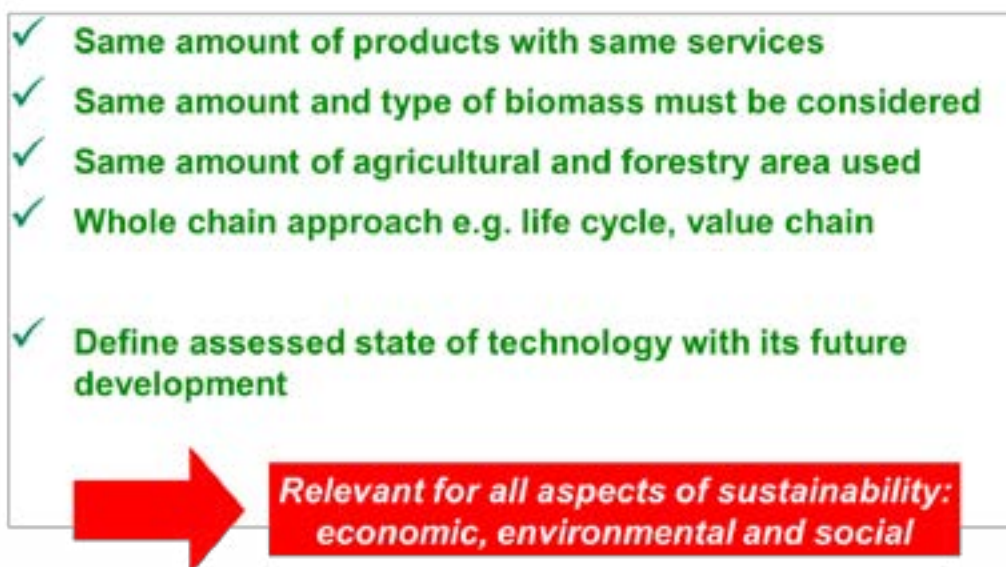 Same amount of products with same services
Same amount and type of biomass must be considered
Same amount of agricultural and forestry area used
Whole chain approach e.g. life cycle, value chain
Define assessed state of technology with its future
development
Relevant for all aspects of sustainability:
economic, environmental and social